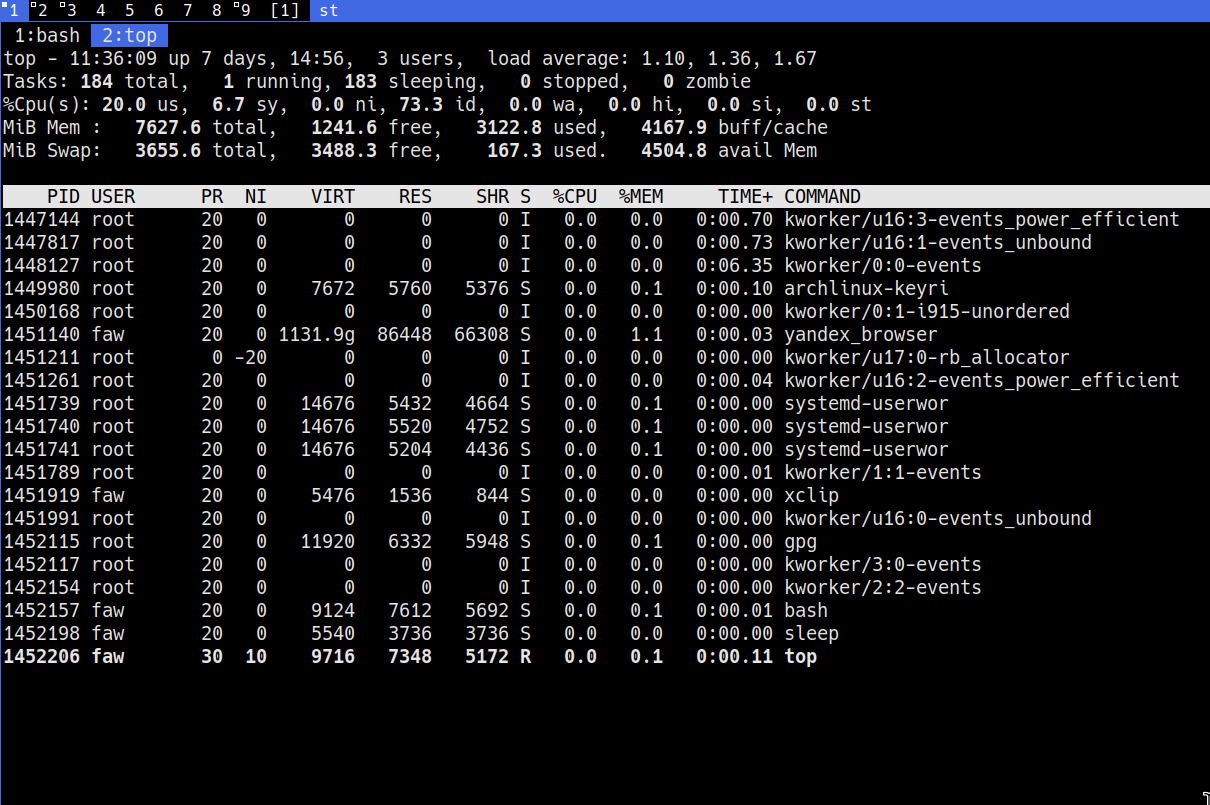 1 2 3 4 5 6 7 8 9 [1] st
1:bash 2:top
top - 11:36:09 up 7 days, 14:56,  3 users,  load average: 1.10, 1.36, 1.67
Tasks: 184 total,   1 running, 183 sleeping,   0 stopped,   0 zombie
%Cpu(s): 20.0 us,  6.7 sy,  0.0 ni, 73.3 id,  0.0 wa,  0.0 hi,  0.0 si,  0.0 st
MiB Mem :   7627.6 total,   1241.6 free,   3122.8 used,   4167.9 buff/cache
MiB Swap:   3655.6 total,   3488.3 free,    167.3 used.   4504.8 avail Mem
    PID USER      PR  NI    VIRT    RES    SHR S  %CPU  %MEM     TIME+ COMMAND
1447144 root      20   0       0      0      0 I   0.0   0.0   0:00.70 kworker/u16:3-events_power_efficient
1447817 root      20   0       0      0      0 I   0.0   0.0   0:00.73 kworker/u16:1-events_unbound
1448127 root      20   0       0      0      0 I   0.0   0.0   0:06.35 kworker/0:0-events
1449980 root      20   0    7672   5760   5376 S   0.0   0.1   0:00.10 archlinux-keyri
1450168 root      20   0       0      0      0 I   0.0   0.0   0:00.00 kworker/0:1-i915-unordered
1451140 faw       20   0 1131.9g  86448  66308 S   0.0   1.1   0:00.03 yandex_browser
1451211 root       0 -20       0      0      0 I   0.0   0.0   0:00.00 kworker/u17:0-rb_allocator
1451261 root      20   0       0      0      0 I   0.0   0.0   0:00.04 kworker/u16:2-events_power_efficient
1451739 root      20   0   14676   5432   4664 S   0.0   0.1   0:00.00 systemd-userwor
1451740 root      20   0   14676   5520   4752 S   0.0   0.1   0:00.00 systemd-userwor
1451741 root      20   0   14676   5204   4436 S   0.0   0.1   0:00.00 systemd-userwor
1451789 root      20   0       0      0      0 I   0.0   0.0   0:00.01 kworker/1:1-events
1451919 faw       20   0    5476   1536    844 S   0.0   0.0   0:00.00 xclip
1451991 root      20   0       0      0      0 I   0.0   0.0   0:00.00 kworker/u16:0-events_unbound
1452115 root      20   0   11920   6332   5948 S   0.0   0.1   0:00.00 gpg
1452117 root      20   0       0      0      0 I   0.0   0.0   0:00.00 kworker/3:0-events
1452154 root      20   0       0      0      0 I   0.0   0.0   0:00.00 kworker/2:2-events
1452157 faw       20   0    9124   7612   5692 S   0.0   0.1   0:00.01 bash
1452198 faw       20   0    5540   3736   3736 S   0.0   0.0   0:00.00 sleep
1452206 faw       30  10    9716   7348   5172 R   0.0   0.1   0:00.11 top